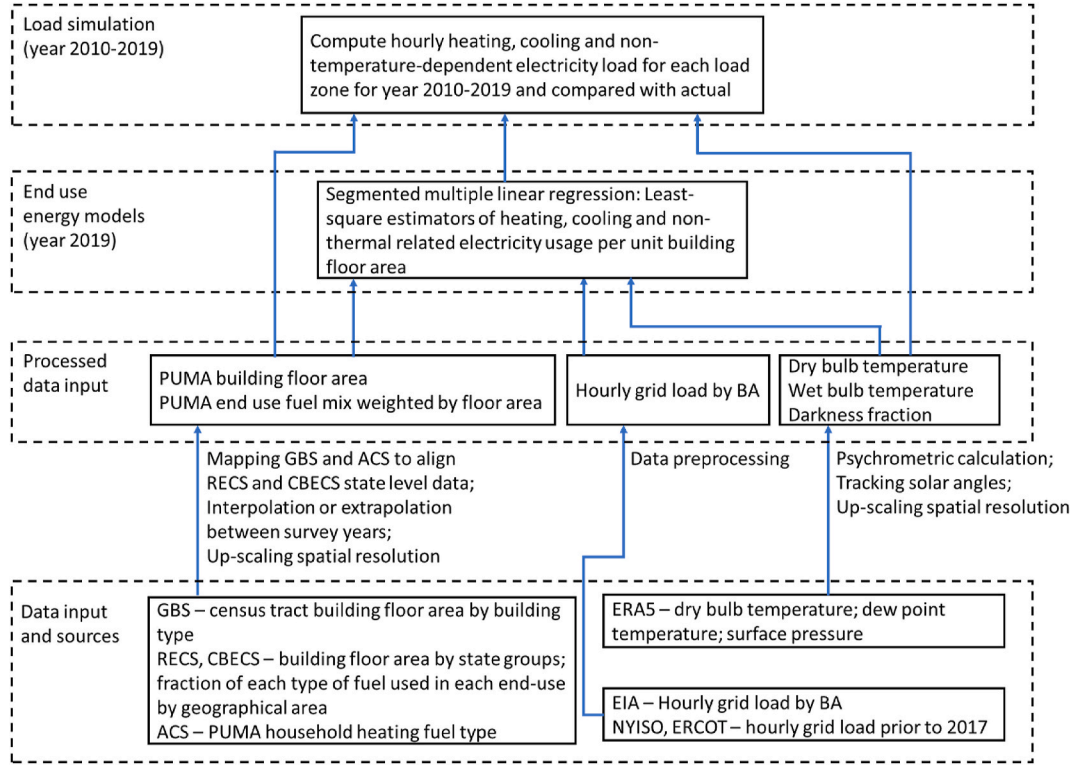 Load simulation
(year 2010-2019)
Compute hourly heating, cooling and non-
temperature-dependent electricity load for each load
zone for year 2010-2019 and compared with actual
End use
energy models
(year 2019)
Segmented multiple linear regression: Least-
square estimators of heating, cooling and non-
thermal related electricity usage per unit building
floor area
Processed
data input
PUMA building floor area
PUMA end use fuel mix weighted by floor area
Hourly grid load by BA
Dry bulb temperature
Wet bulb temperature
Darkness fraction
Mapping GBS and ACS to align
RECS and CBECS state level data;
Interpolation or extrapolation
between survey years;
Up-scaling spatial resolution
Data preprocessing
Psychrometric calculation;
Tracking solar angles;
Up-scaling spatial resolution
Data input
and sources
GBS – census tract building floor area by building
type
RECS, CBECS – building floor area by state groups;
fraction of each type of fuel used in each end-use
by geographical area
ACS – PUMA household heating fuel type
ERA5 – dry bulb temperature; dew point
temperature; surface pressure
EIA – Hourly grid load by BA
NYISO, ERCOT – hourly grid load prior to 2017